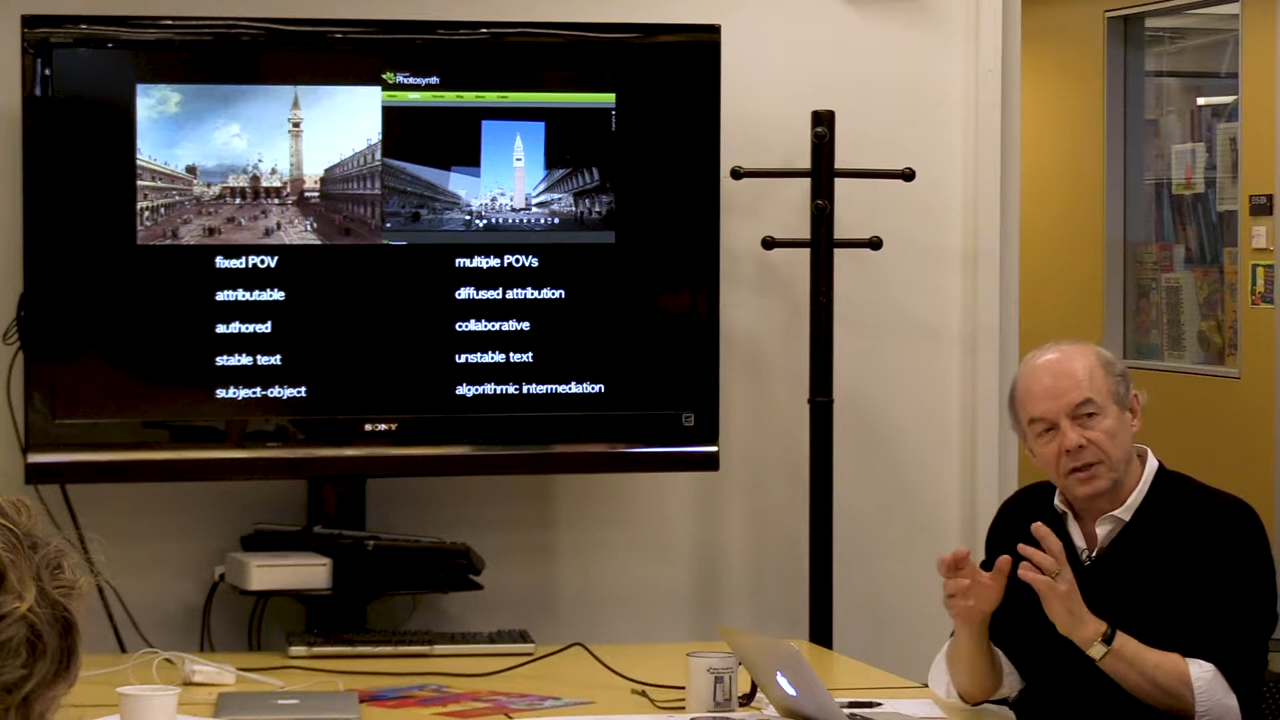 Photosynth
fixed POV
multiple POVs
attributable
diffused attribution
authored
collaborative
stable text
unstable text
subject-object
algorithmic intermediation
SONY